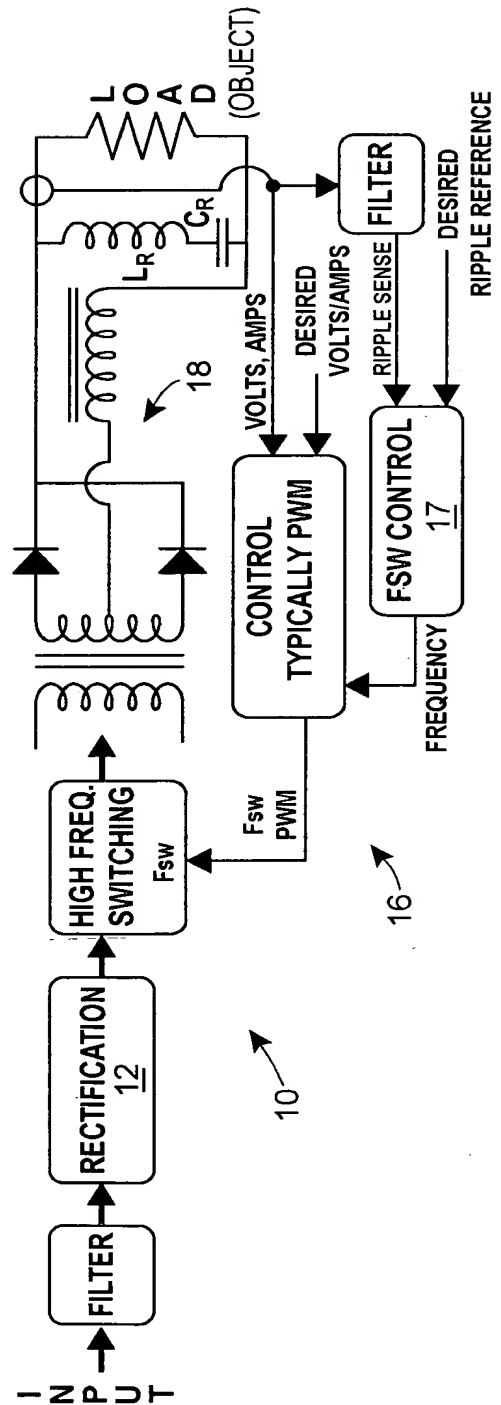 INPUT
FILTER
RECTIFICATION
12
HIGH FREQ.
SWITCHING
Fsw
18
LR
CR
LOAD
(OBJECT)
10
16
Fsw
PWM
CONTROL
TYPICALLY PWM
VOLTS, AMPS
DESIRED
VOLTS/AMPS
FILTER
RIPPLE SENSE
FREQUENCY
FSW CONTROL
17
DESIRED
RIPPLE REFERENCE